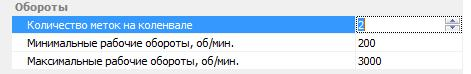 Обороты
Количество меток на коленвале 2
Минимальные рабочие обороты, об/мин. 200
Максимальные рабочие обороты, об/мин. 3000